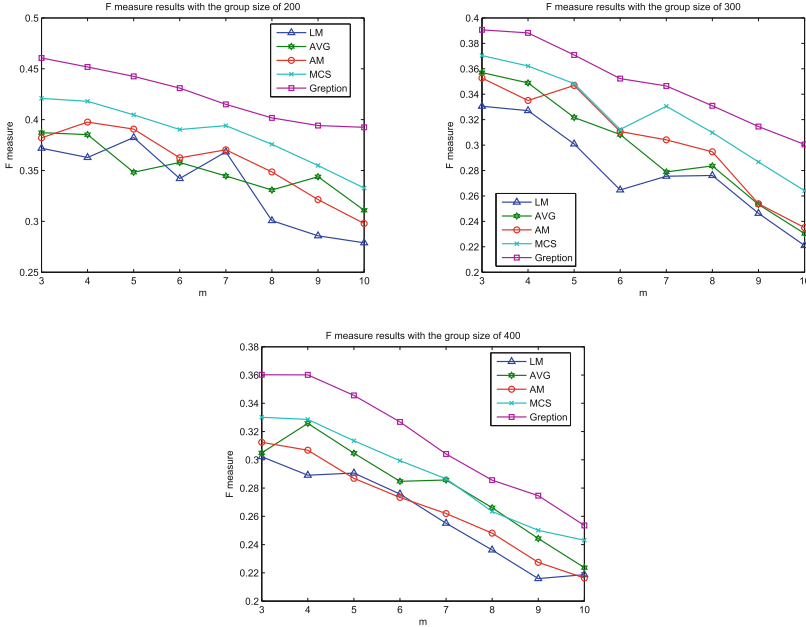 F measure results with the group size of 200
0.5
0.45
0.4
0.35
0.3
0.25
F measure
3 4 5 6 7 8 9 10
m
LM
AVG
AM
MCS
Greption
F measure results with the group size of 300
0.4
0.38
0.36
0.34
0.32
0.3
0.28
0.26
0.24
0.22
0.2
F measure
3 4 5 6 7 8 9 10
m
LM
AVG
AM
MCS
Greption
F measure results with the group size of 400
0.38
0.36
0.34
0.32
0.3
0.28
0.26
0.24
0.22
0.2
F measure
3 4 5 6 7 8 9 10
m
LM
AVG
AM
MCS
Greption